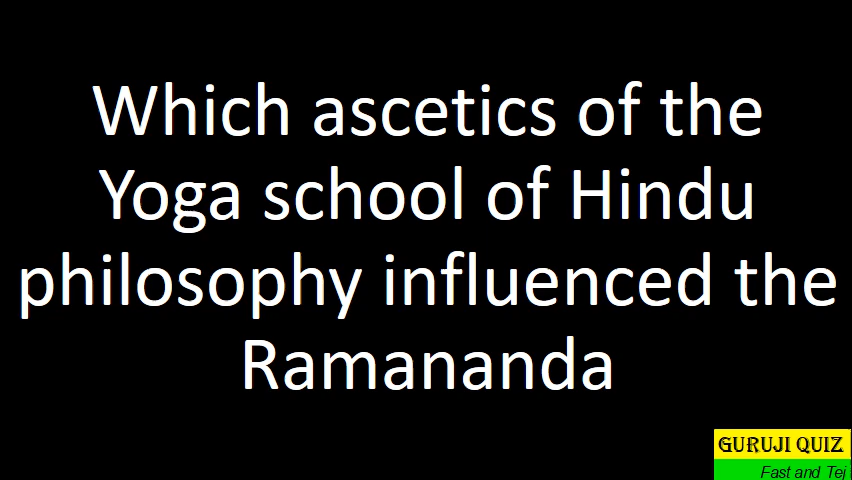 Which ascetics of the
Yoga school of Hindu
philosophy influenced the
Ramananda
GURUJI QUIZ
Fast and Tej